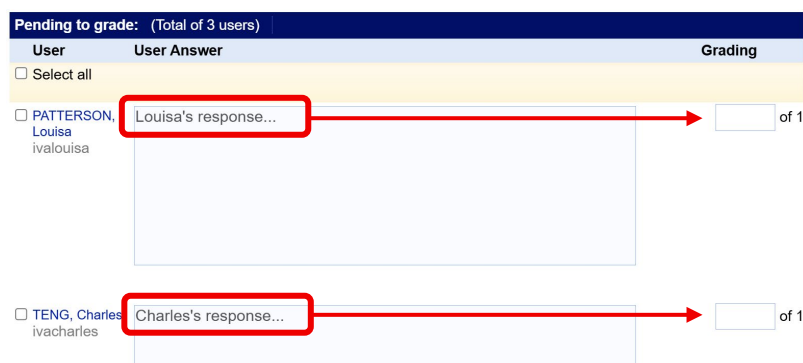 Pending to grade: (Total of 3 users)
User User Answer Grading
Select all
PATTERSON, Louisa's response... of 1
Louisa
ivalouisa
TENG, Charles Charles's response... of 1
ivacharles